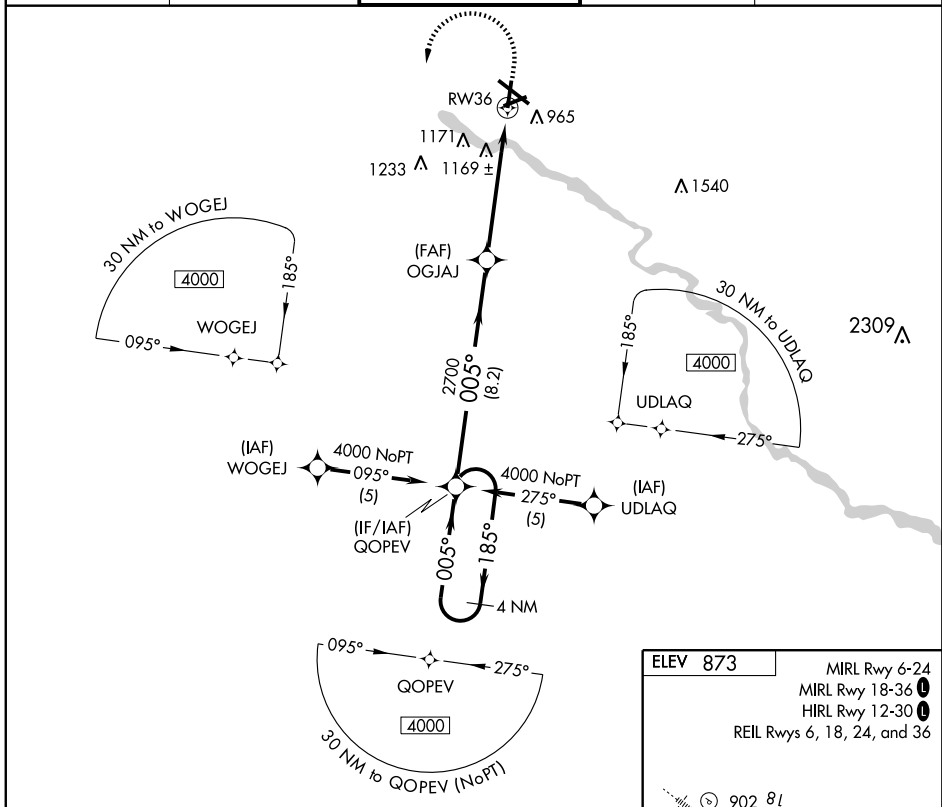 RW36
965
1171
1233
1169 ±
1540
(FAF)
OGJAJ
30 NM to WOGEJ
4000
185°
WOGEJ
095°
30 NM to UDLAQ
185°
4000
UDLAQ
275°
2309
2700
005°
(8.2)
(IAF)
WOGEJ
4000 NoPT
095°
(5)
4000 NoPT
275°
(5)
(IAF)
UDLAQ
(IF/IAF)
QOPEV
005°
185°
4 NM
095°
275°
QOPEV
4000
30 NM to QOPEV (NoPT)
ELEV 873
MIRL Rwy 6-24
MIRL Rwy 18-36 L
HIRL Rwy 12-30 L
REIL Rwys 6, 18, 24, and 36
P 902 81